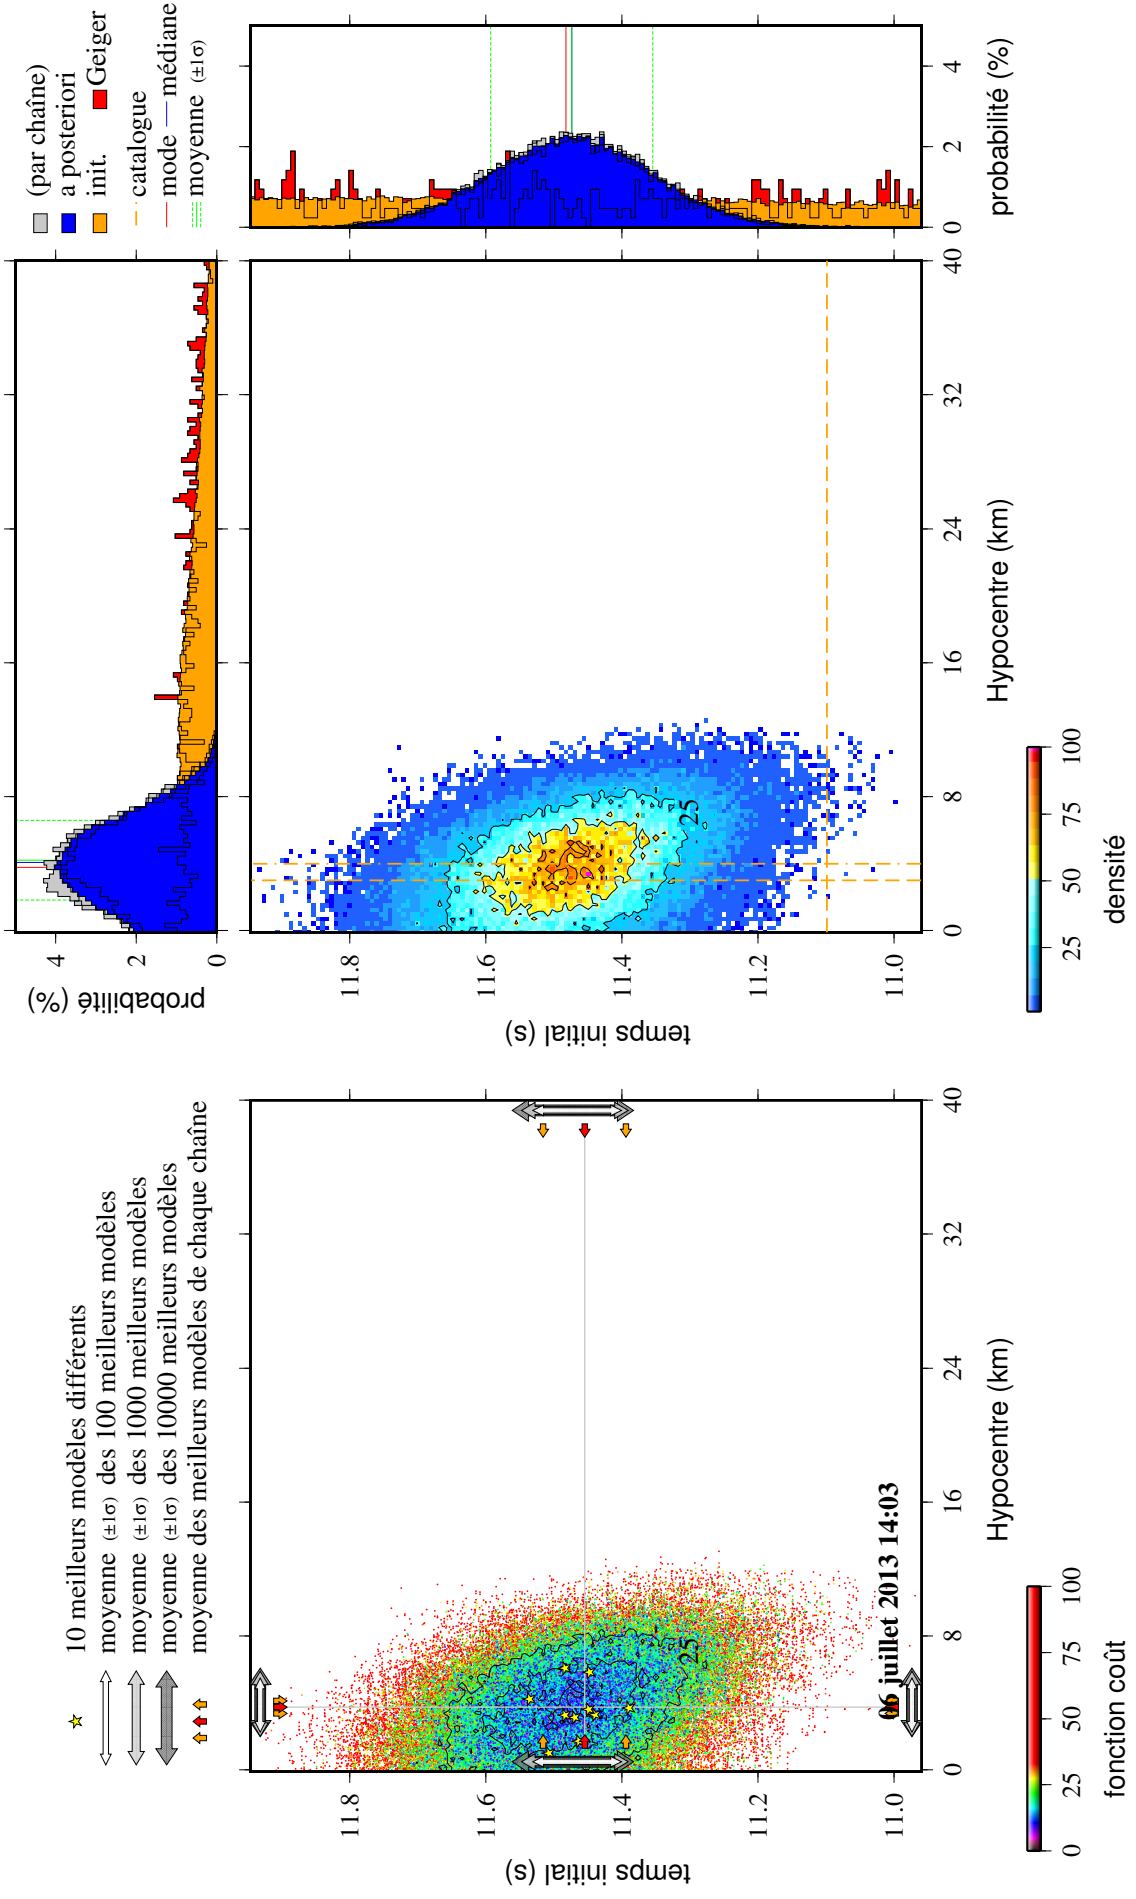 10 meilleurs modèles différents
moyenne (±1σ) des 100 meilleurs modèles
moyenne (±1σ) des 1000 meilleurs modèles
moyenne (±1σ) des 10000 meilleurs modèles
moyenne des meilleurs modèles de chaque chaîne
temps initial (s)
11.8
11.6
11.4
11.2
11.0
0
8
16
24
32
40
Hypocentre (km)
25
06 juillet 2013 14:03
0
25
50
75
100
fonction coût
probabilité (%)
4
2
0
(par chaîne)
a posteriori
init.
Geiger
catalogue
mode
médiane
moyenne (±1σ)
temps initial (s)
11.8
11.6
11.4
11.2
11.0
0
8
16
24
32
40
Hypocentre (km)
25
25
50
75
100
densité
0
2
4
probabilité (%)